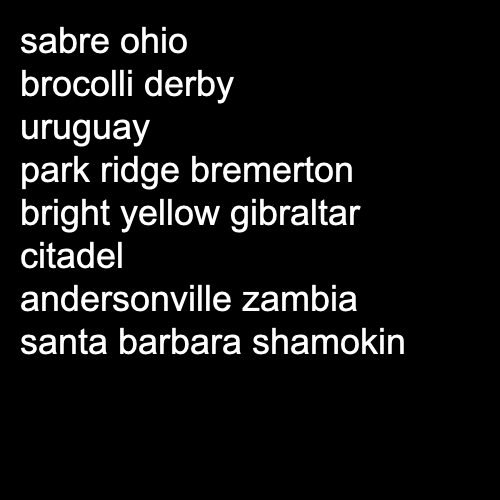 sabre ohio
brocolli derby
uruguay
park ridge bremerton
bright yellow gibraltar
citadel
andersonville zambia
santa barbara shamokin